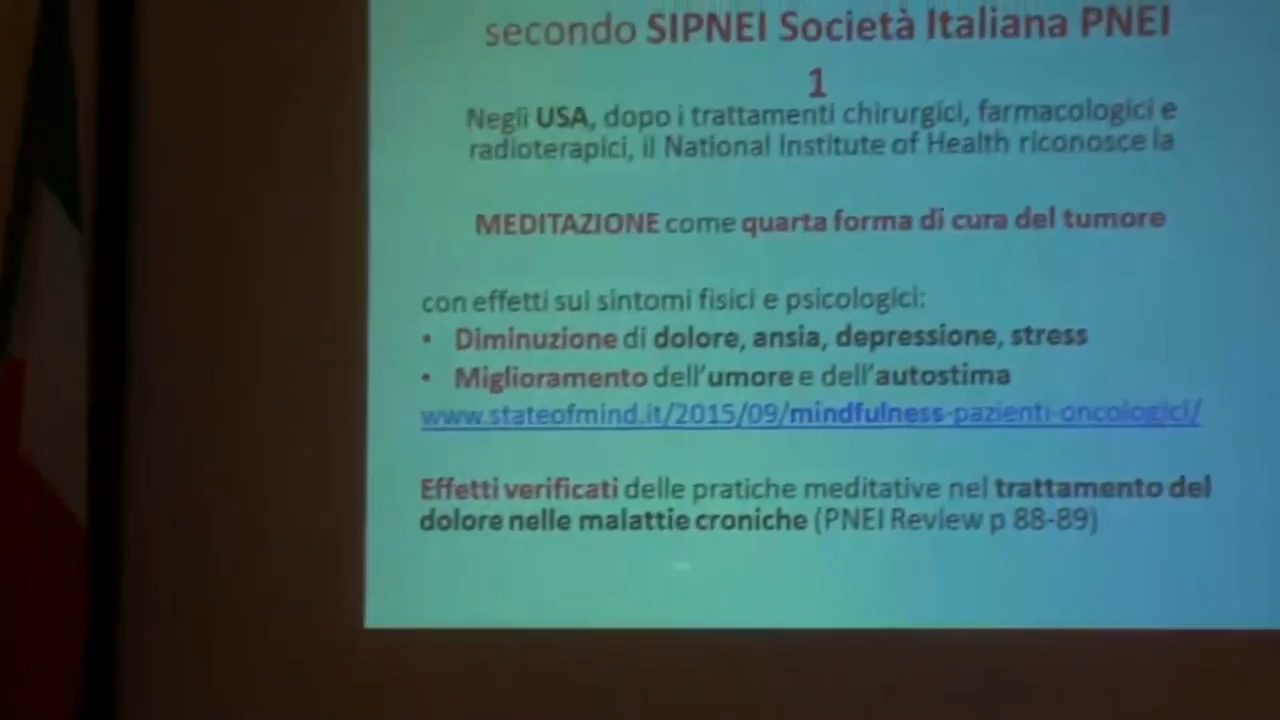 secondo SIPNEI Società Italiana PNEI
1
Negli USA, dopo i trattamenti chirurgici, farmacologici e
radioterapici, il National Institute of Health riconosce la
MEDITAZIONE come quarta forma di cura del tumore
con effetti sui sintomi fisici e psicologici:
• Diminuzione di dolore, ansia, depressione, stress
• Miglioramento dell'umore e dell'autostima
www.stateofmind.it/2015/09/mindfulness-pazienti-oncologici/
Effetti verificati delle pratiche meditative nel trattamento del
dolore nelle malattie croniche (PNEI Review p 88-89)